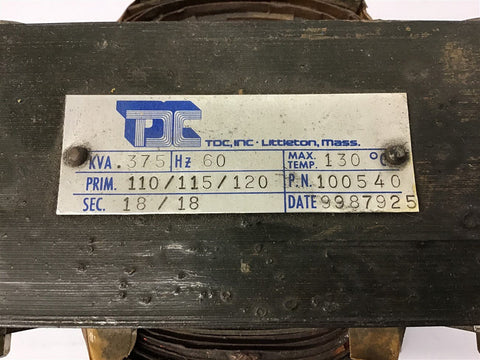 TDC
TDC, INC · Littleton, Mass.
KVA .375 Hz 60 MAX. TEMP. 130 °C
PRIM. 110/115/120 P.N. 100540
SEC. 18/18 DATE 9987925